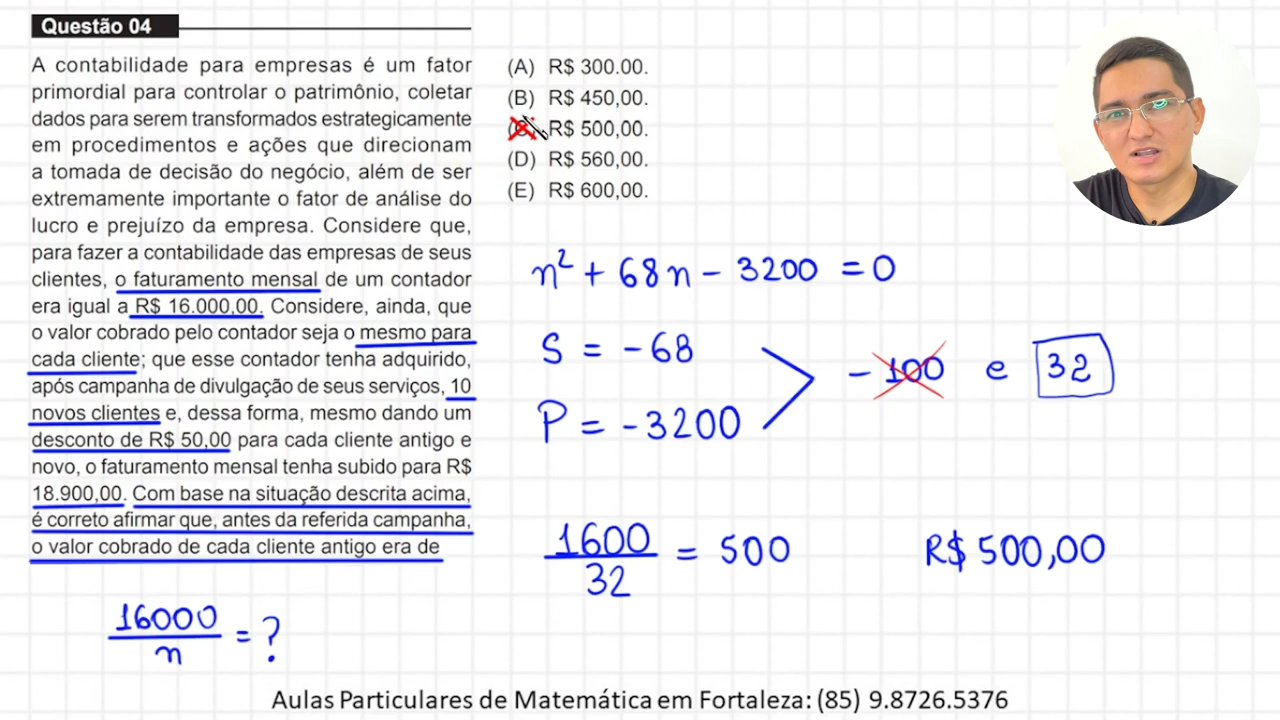 Questão 04
A contabilidade para empresas é um fator
primordial para controlar o patrimônio, coletar
dados para serem transformados estrategicamente
em procedimentos e ações que direcionam
a tomada de decisão do negócio, além de ser
extremamente importante o fator de análise do
lucro e prejuízo da empresa. Considere que,
para fazer a contabilidade das empresas de seus
clientes, o faturamento mensal de um contador
era igual a R$ 16.000,00. Considere, ainda, que
o valor cobrado pelo contador seja o mesmo para
cada cliente; que esse contador tenha adquirido,
após campanha de divulgação de seus serviços, 10
novos clientes e, dessa forma, mesmo dando um
desconto de R$ 50,00 para cada cliente antigo e
novo, o faturamento mensal tenha subido para R$
18.900,00. Com base na situação descrita acima,
é correto afirmar que, antes da referida campanha,
o valor cobrado de cada cliente antigo era de
16000
n
= ?
(A) R$ 300.00.
(B) R$ 450,00.
(C) R$ 500,00.
(D) R$ 560,00.
(E) R$ 600,00.
n² + 68n - 3200 = 0
S = -68
P = -3200
-100 e 32
1600
32
= 500
R$ 500,00
Aulas Particulares de Matemática em Fortaleza: (85) 9.8726.5376